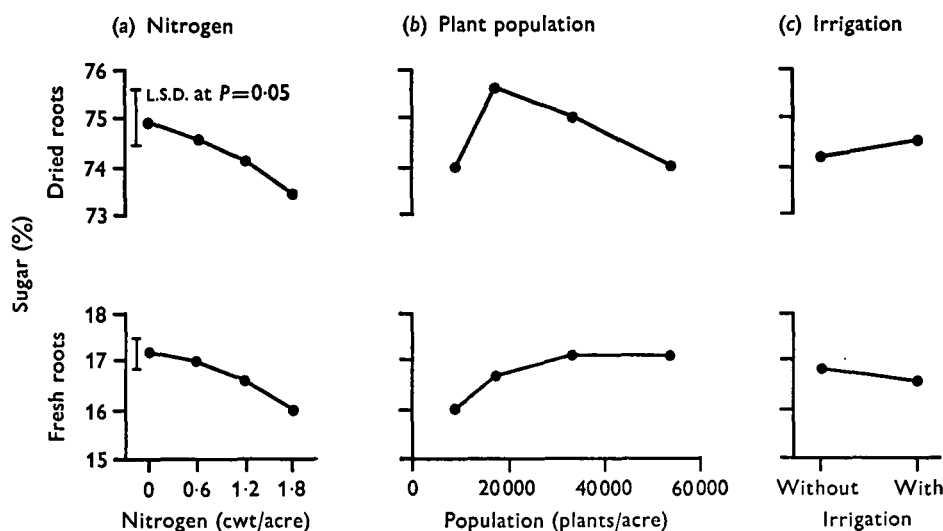 (a) Nitrogen
(b) Plant population
(c) Irrigation
Sugar (%)
Dried roots
76
75
74
73
L.S.D. at P=0·05
Fresh roots
18
17
16
15
0 0·6 1·2 1·8
Nitrogen (cwt/acre)
0 20000 40000 60000
Population (plants/acre)
Without With
Irrigation